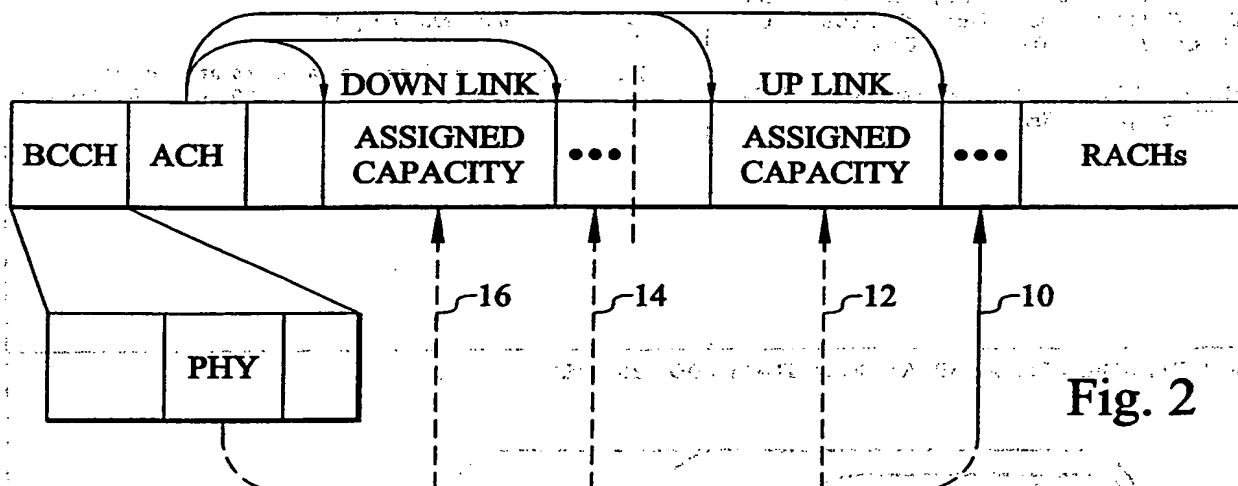 DOWN LINK
UP LINK
BCCH
ACH
ASSIGNED
CAPACITY
•••
ASSIGNED
CAPACITY
•••
RACHs
16
14
12
10
PHY
Fig. 2